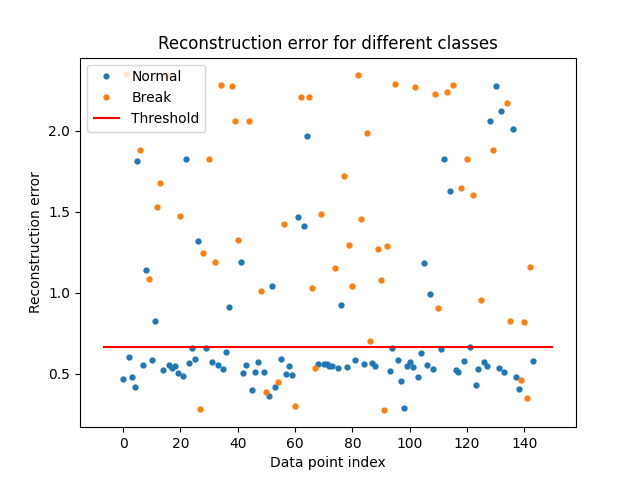 Reconstruction error for different classes
Normal
Break
Threshold
2.0
1.5
1.0
0.5
Reconstruction error
0 20 40 60 80 100 120 140
Data point index